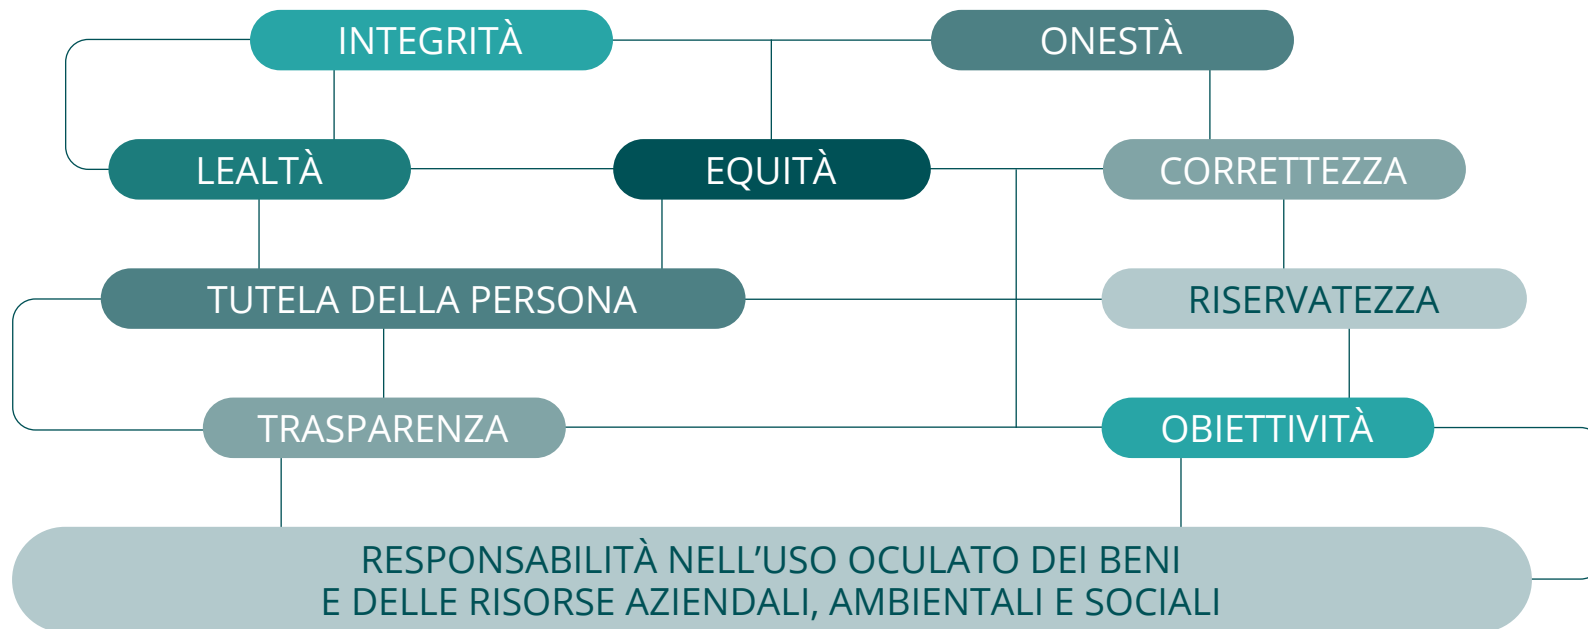 INTEGRITÀ
ONESTÀ
LEALTÀ
EQUITÀ
CORRETTEZZA
TUTELA DELLA PERSONA
RISERVATEZZA
TRASPARENZA
OBIETTIVITÀ
RESPONSABILITÀ NELL’USO OCULATO DEI BENI
E DELLE RISORSE AZIENDALI, AMBIENTALI E SOCIALI